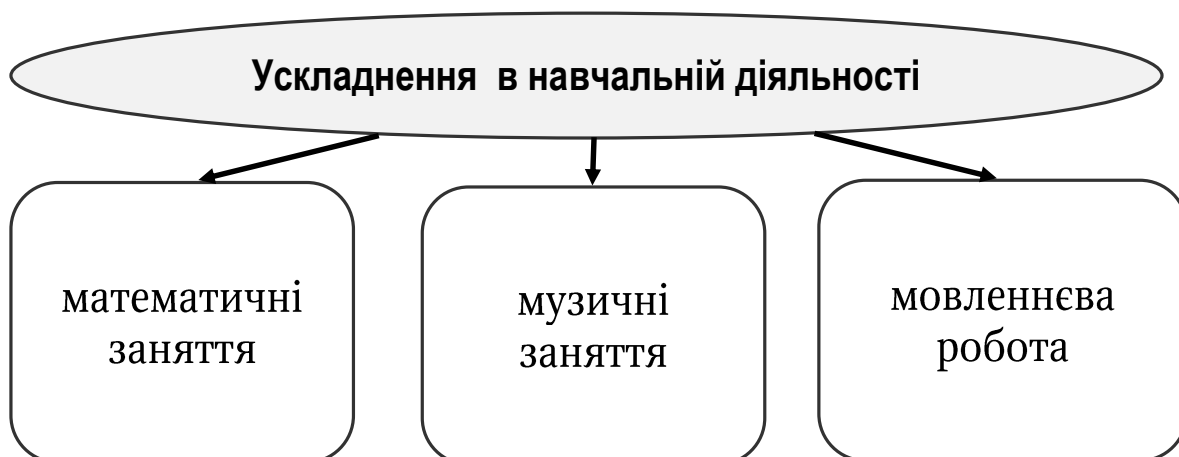 Ускладнення в навчальній діяльності
математичні
заняття
музичні
заняття
мовленнєва
робота